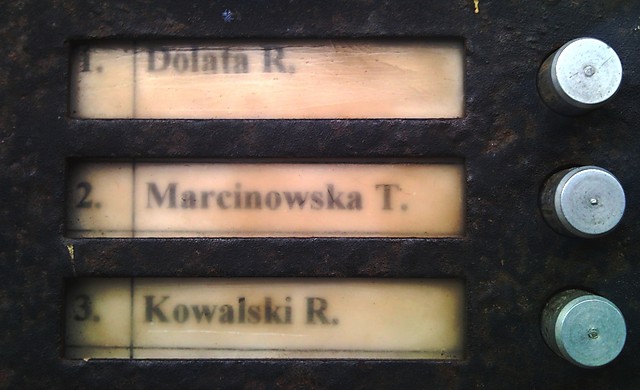 1. Dolata R.
2. Marcinowska T.
3. Kowalski R.